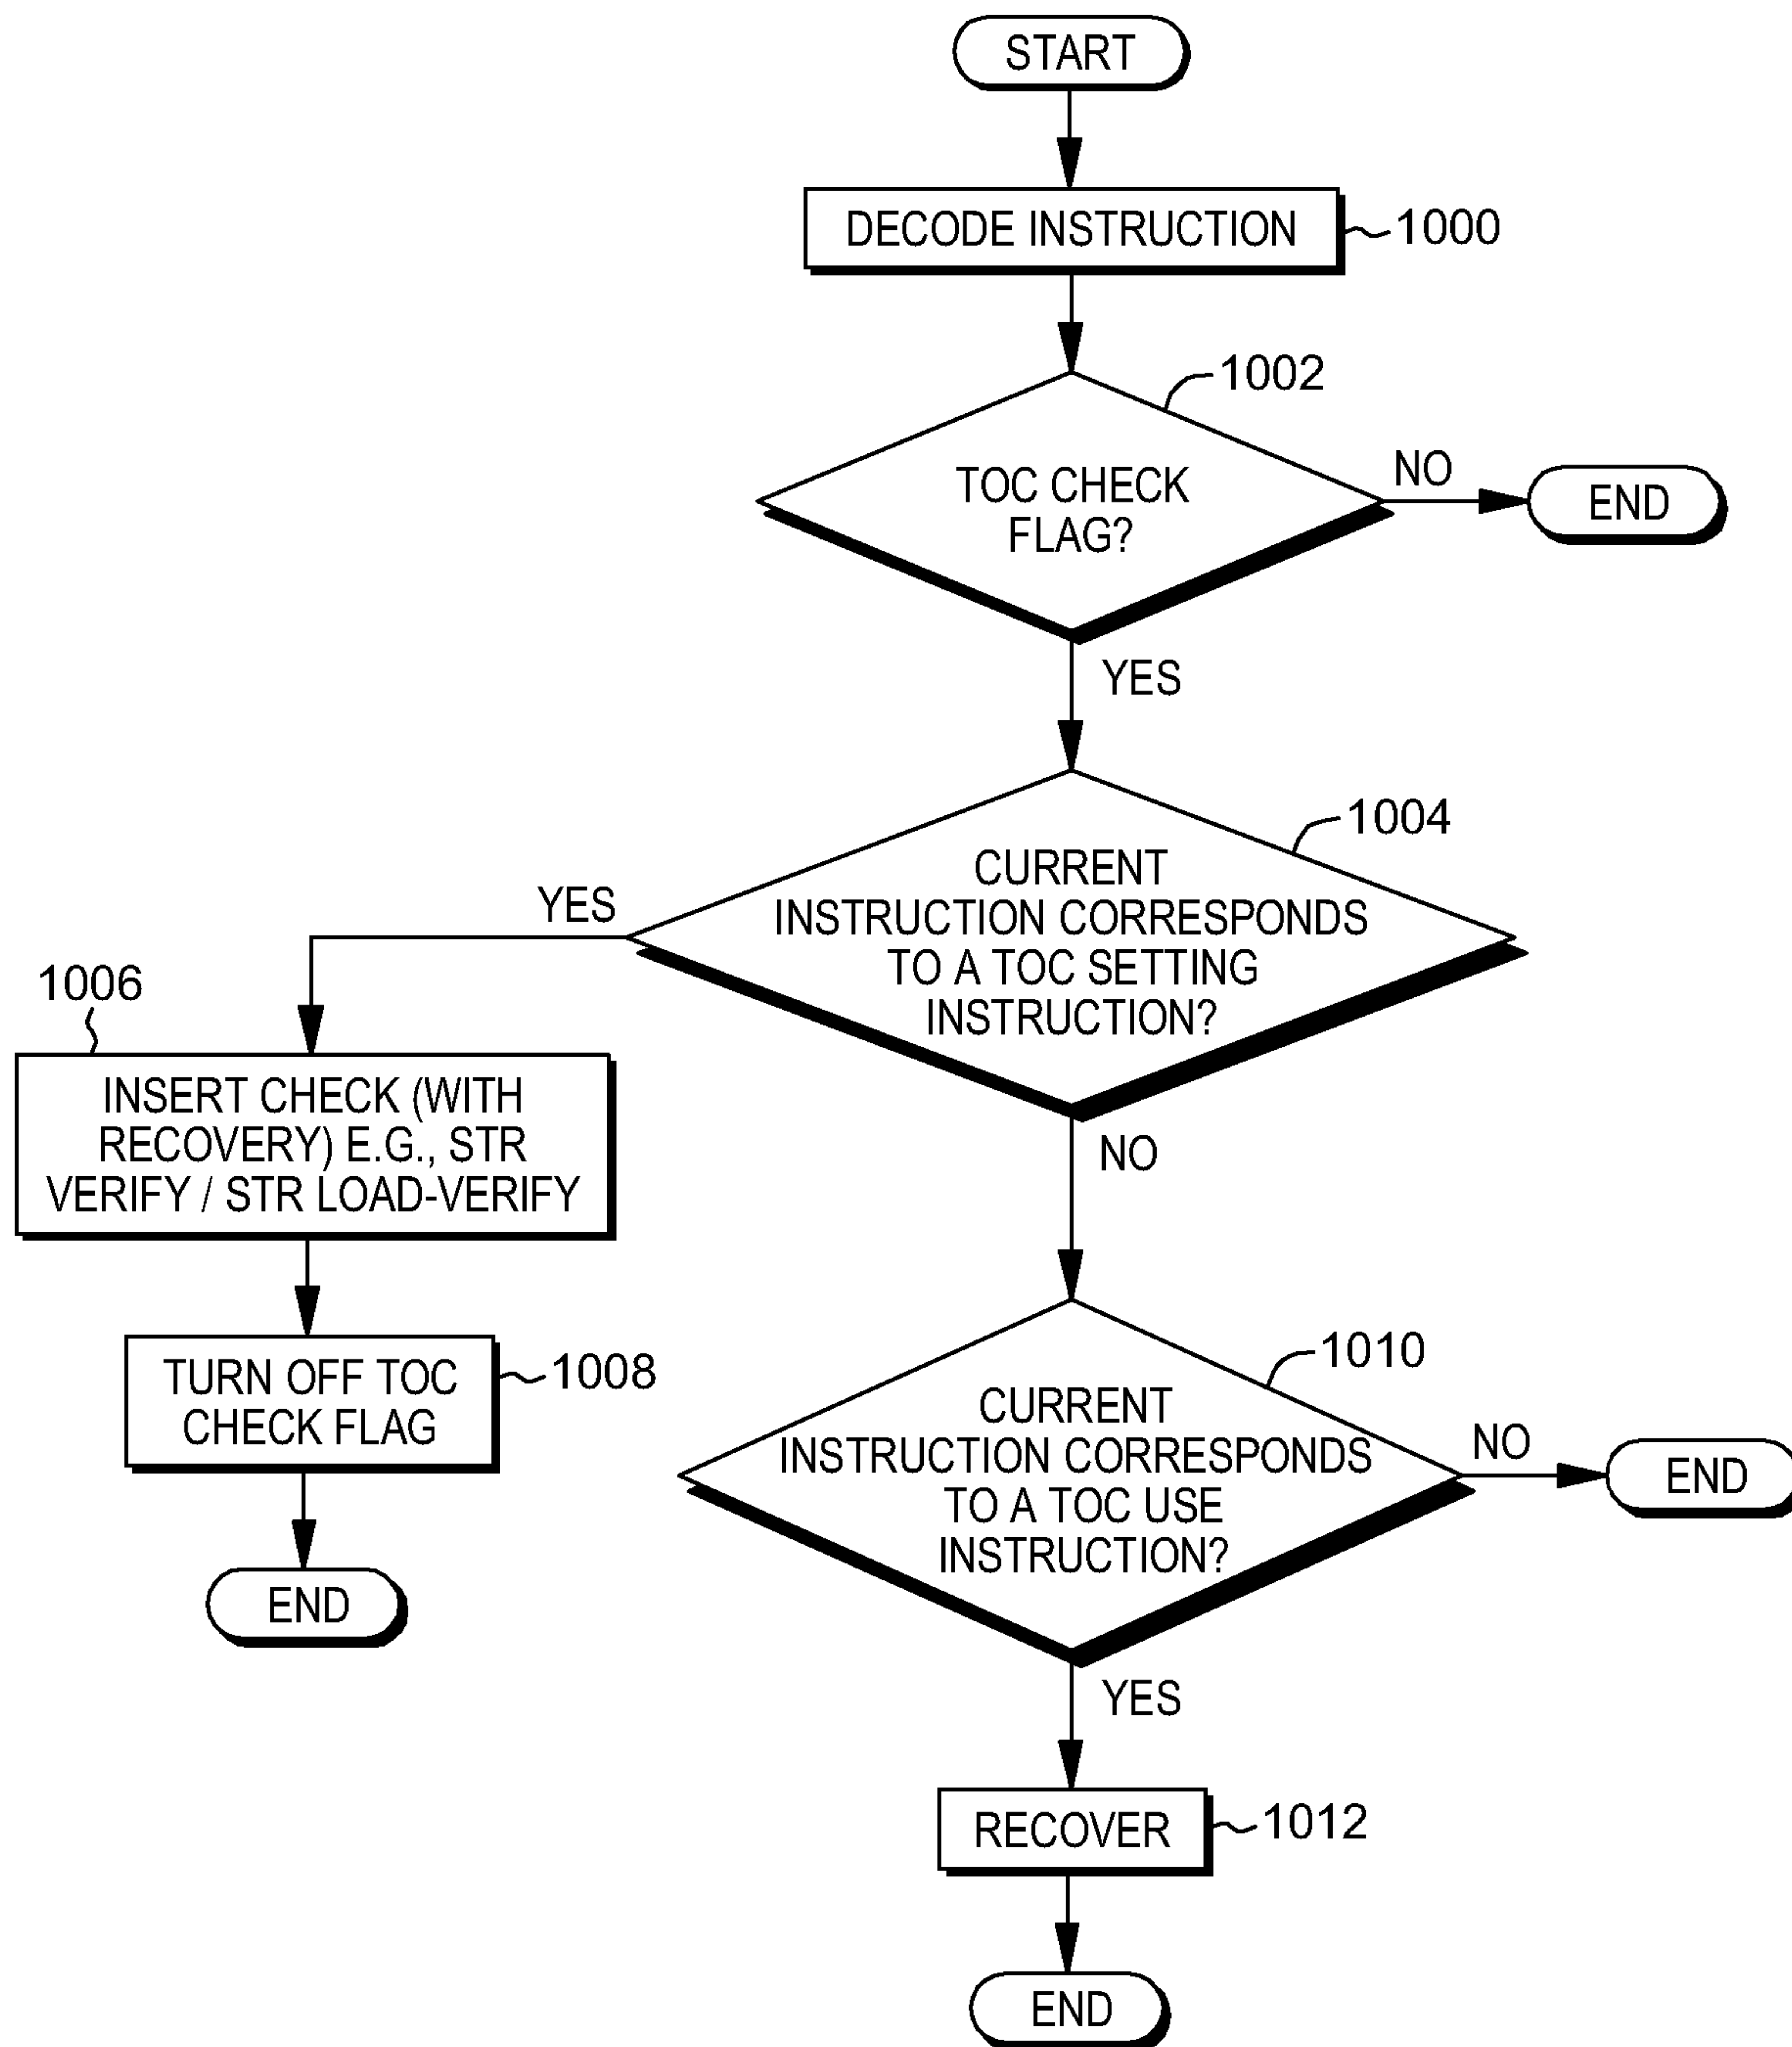 START
DECODE INSTRUCTION
1000
1002
TOC CHECK
FLAG?
NO
END
YES
1004
CURRENT
INSTRUCTION CORRESPONDS
TO A TOC SETTING
INSTRUCTION?
YES
1006
INSERT CHECK (WITH
RECOVERY) E.G., STR
VERIFY / STR LOAD-VERIFY
TURN OFF TOC
CHECK FLAG
1008
END
NO
1010
CURRENT
INSTRUCTION CORRESPONDS
TO A TOC USE
INSTRUCTION?
NO
END
YES
RECOVER
1012
END